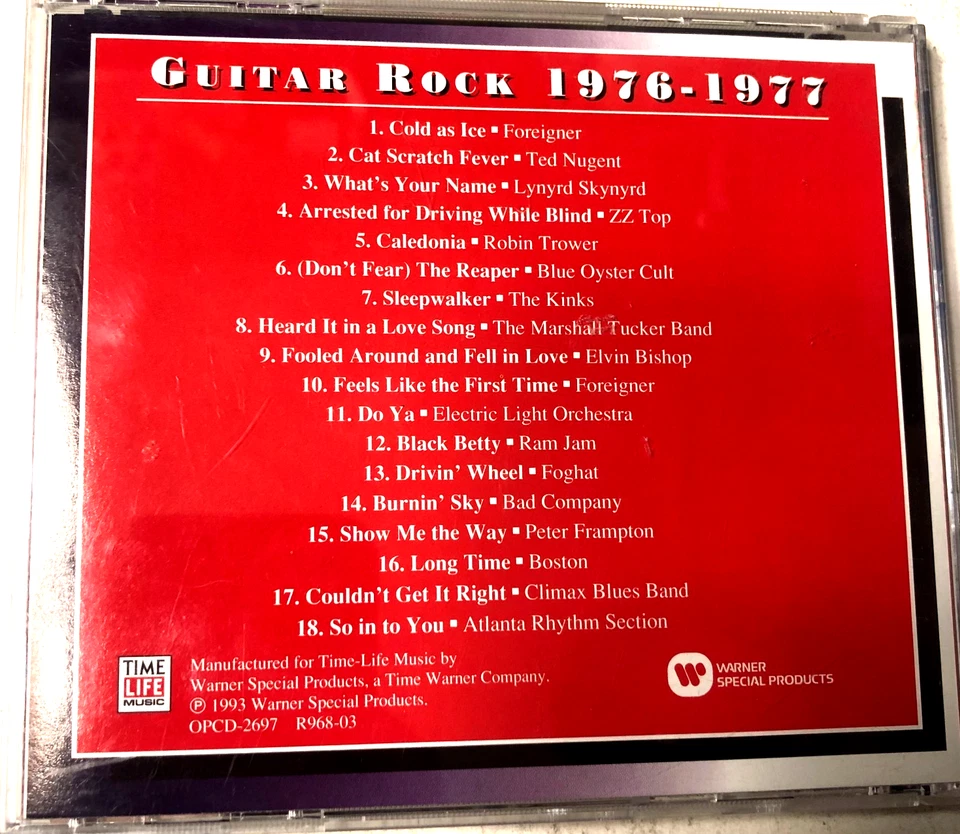 GUITAR ROCK 1976-1977
1. Cold as Ice ▪ Foreigner
2. Cat Scratch Fever ▪ Ted Nugent
3. What's Your Name ▪ Lynyrd Skynyrd
4. Arrested for Driving While Blind ▪ ZZ Top
5. Caledonia ▪ Robin Trower
6. (Don't Fear) The Reaper ▪ Blue Oyster Cult
7. Sleepwalker ▪ The Kinks
8. Heard It in a Love Song ▪ The Marshall Tucker Band
9. Fooled Around and Fell in Love ▪ Elvin Bishop
10. Feels Like the First Time ▪ Foreigner
11. Do Ya ▪ Electric Light Orchestra
12. Black Betty ▪ Ram Jam
13. Drivin' Wheel ▪ Foghat
14. Burnin' Sky ▪ Bad Company
15. Show Me the Way ▪ Peter Frampton
16. Long Time ▪ Boston
17. Couldn't Get It Right ▪ Climax Blues Band
18. So in to You ▪ Atlanta Rhythm Section
TIME
LIFE
MUSIC
Manufactured for Time-Life Music by
Warner Special Products, a Time Warner Company.
℗ 1993 Warner Special Products.
OPCD-2697 R968-03
WARNER
SPECIAL PRODUCTS